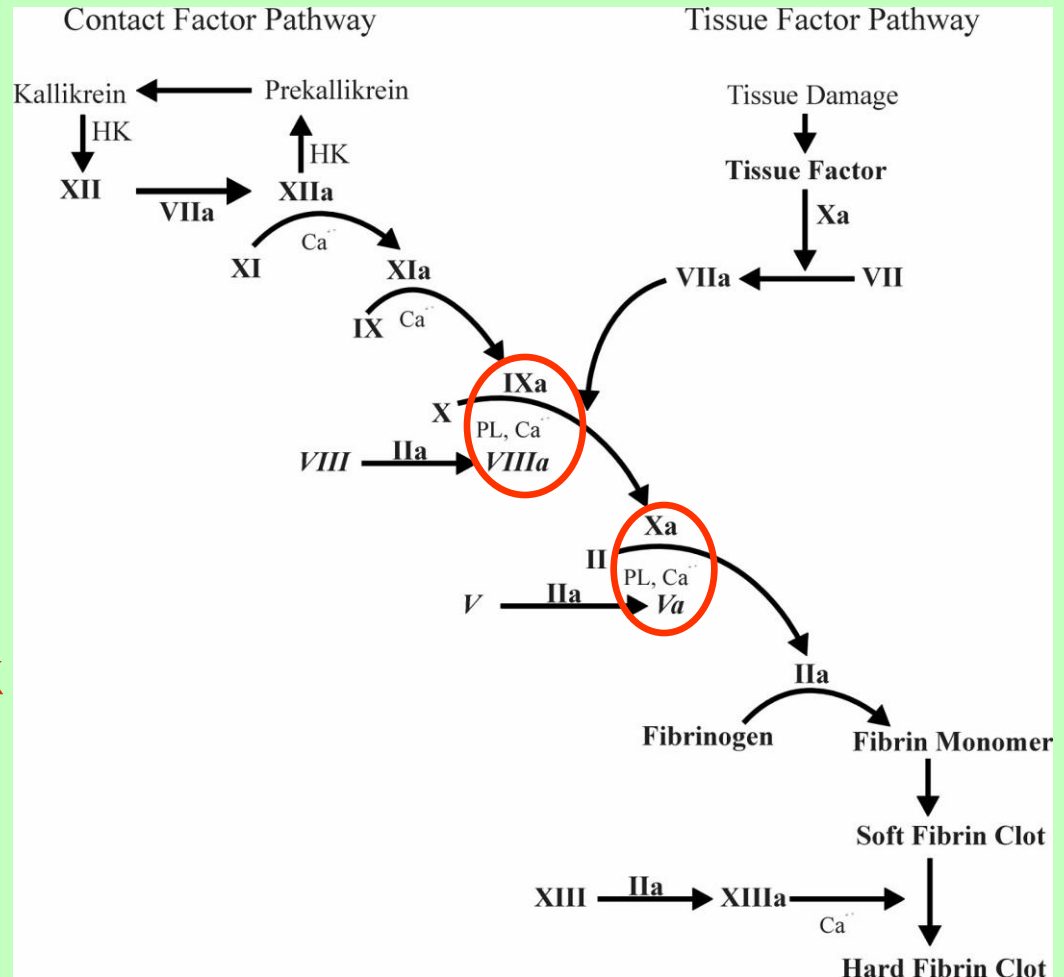 Contact Factor Pathway
Tissue Factor Pathway
Kallikrein
Prekallikrein
HK
HK
XII
VIIa
XIIa
Ca¨
XI
XIa
IX
Ca¨
Tissue Damage
Tissue Factor
Xa
VIIa
VII
IXa
X
PL, Ca¨
VIII
IIa
VIIIa
Xa
II
PL, Ca¨
V
IIa
Va
IIa
Fibrinogen
Fibrin Monomer
Soft Fibrin Clot
XIII
IIa
XIIIa
Ca¨
Hard Fibrin Clot